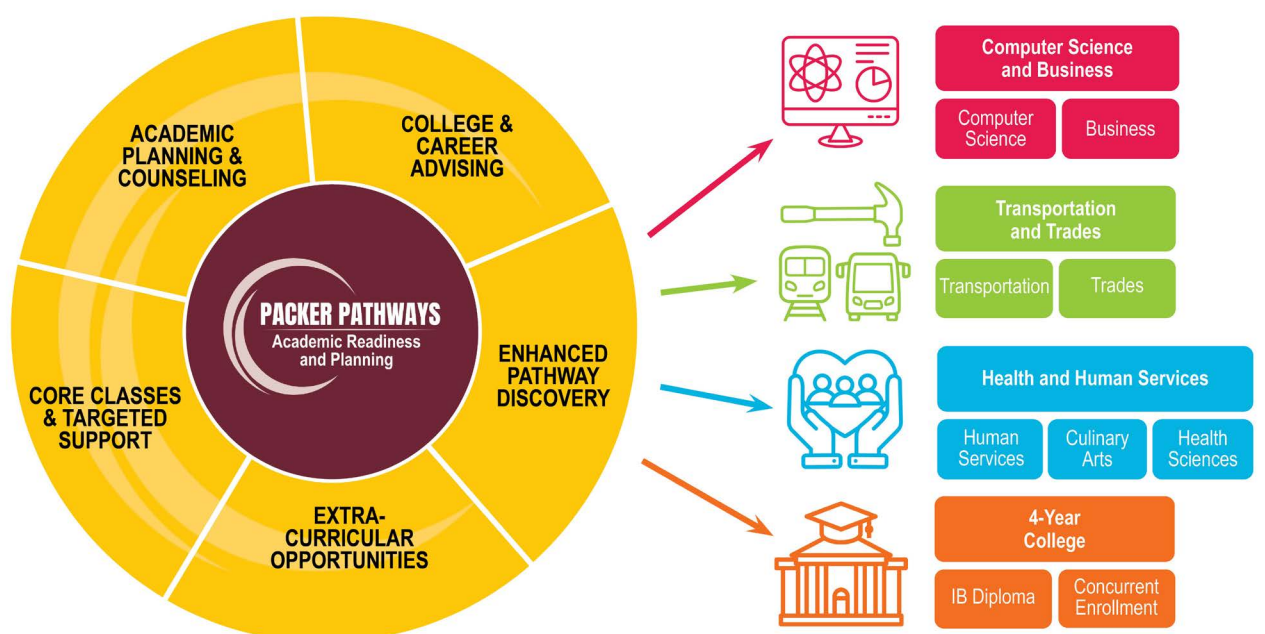 ACADEMIC
PLANNING &
COUNSELING
COLLEGE &
CAREER
ADVISING
ENHANCED
PATHWAY
DISCOVERY
EXTRA-
CURRICULAR
OPPORTUNITIES
CORE CLASSES
& TARGETED
SUPPORT
PACKER PATHWAYS
Academic Readiness
and Planning
Computer Science
and Business
Computer
Science
Business
Transportation
and Trades
Transportation
Trades
Health and Human Services
Human
Services
Culinary
Arts
Health
Sciences
4-Year
College
IB Diploma
Concurrent
Enrollment